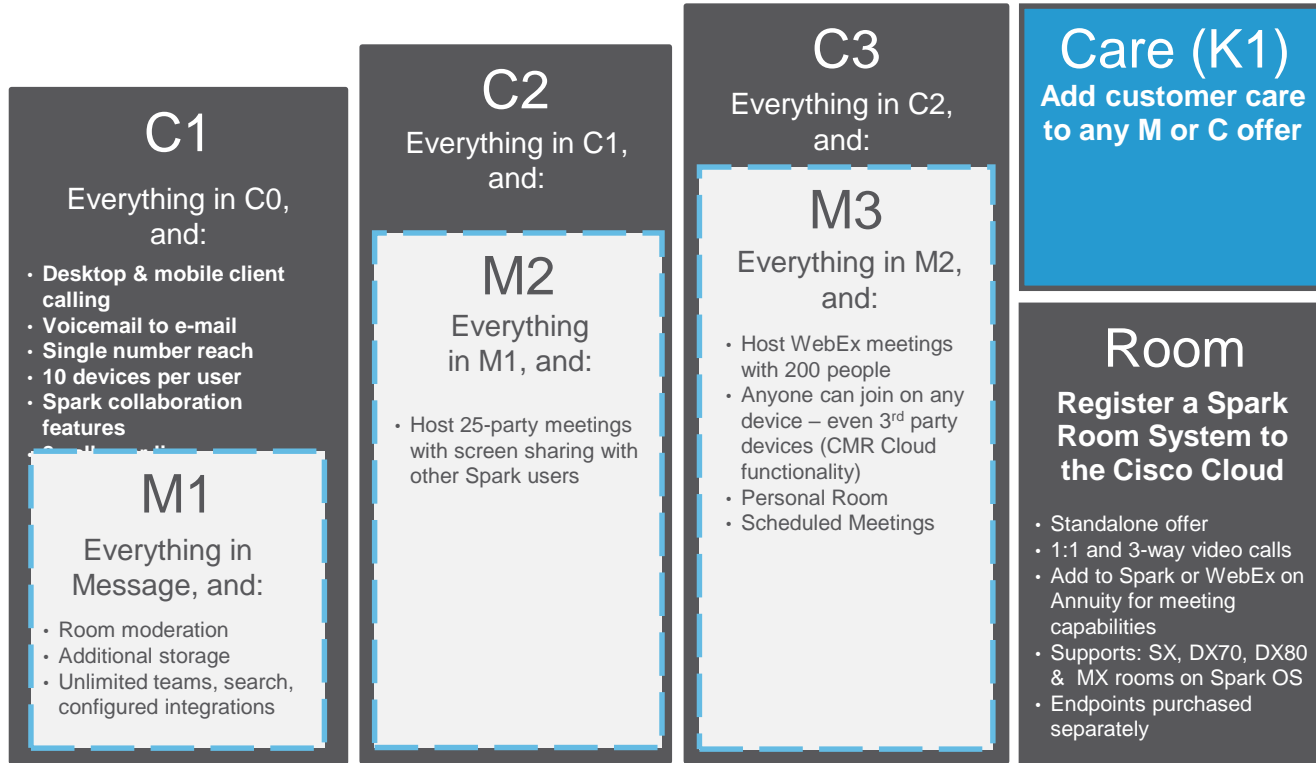 C1
Everything in C0,
and:
• Desktop & mobile client
calling
• Voicemail to e-mail
• Single number reach
• 10 devices per user
• Spark collaboration
features
M1
Everything in
Message, and:
• Room moderation
• Additional storage
• Unlimited teams, search,
configured integrations
C2
Everything in C1,
and:
M2
Everything
in M1, and:
• Host 25-party meetings
with screen sharing with
other Spark users
C3
Everything in C2,
and:
M3
Everything in M2,
and:
• Host WebEx meetings
with 200 people
• Anyone can join on any
device – even 3rd party
devices (CMR Cloud
functionality)
• Personal Room
• Scheduled Meetings
Care (K1)
Add customer care
to any M or C offer
Room
Register a Spark
Room System to
the Cisco Cloud
• Standalone offer
• 1:1 and 3-way video calls
• Add to Spark or WebEx on
Annuity for meeting
capabilities
• Supports: SX, DX70, DX80
& MX rooms on Spark OS
• Endpoints purchased
separately